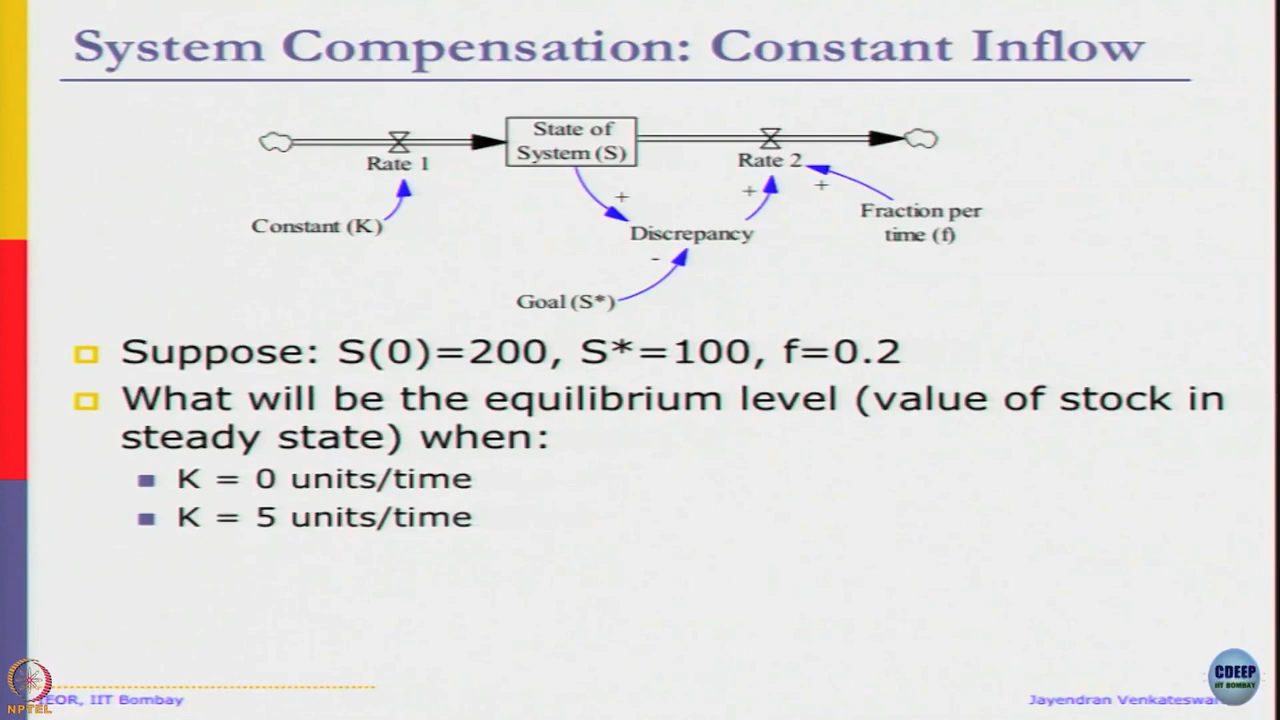 System Compensation: Constant Inflow
State of
System (S)
Rate 1
Rate 2
Constant (K)
+
+
+
Fraction per
time (f)
Discrepancy
-
Goal (S*)
Suppose: S(0)=200, S*=100, f=0.2
What will be the equilibrium level (value of stock in
steady state) when:
K = 0 units/time
K = 5 units/time
CDEEP
IIT BOMBAY
NPTEL
IEOR, IIT Bombay
Jayendran